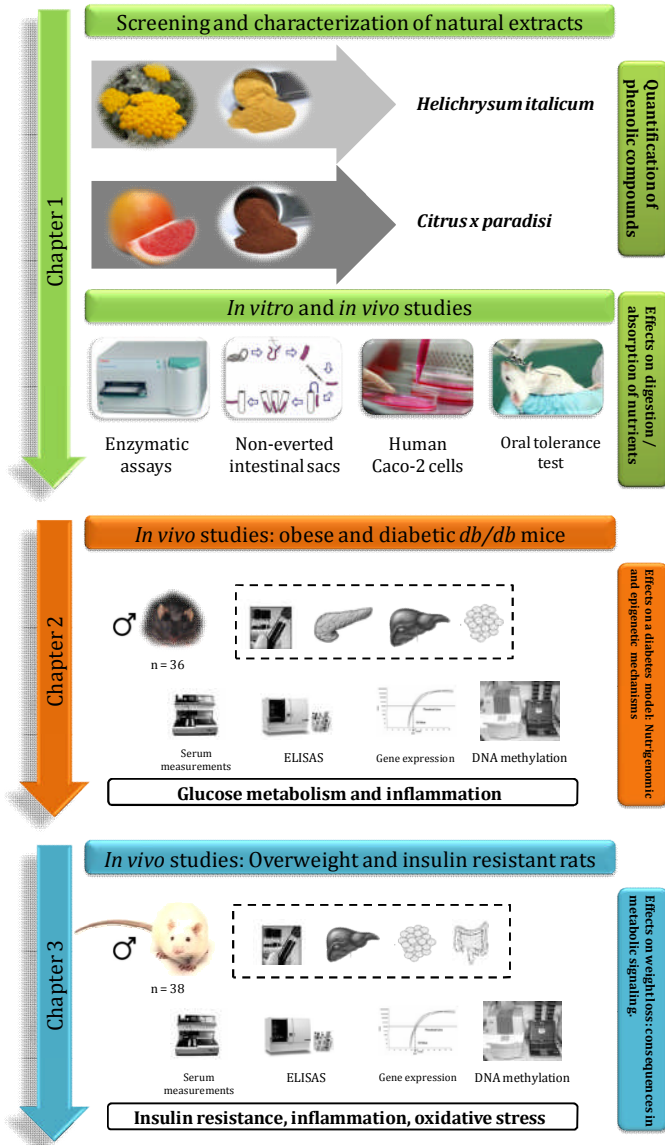 Screening and characterization of natural extracts
Helichrysum italicum
Citrus x paradisi
Quantification of
phenolic compounds
Chapter 1
In vitro and in vivo studies
Enzymatic
assays
Non-everted
intestinal sacs
Human
Caco-2 cells
Oral tolerance
test
Effects on digestion /
absorption of nutrients
In vivo studies: obese and diabetic db/db mice
Chapter 2
♂
n = 36
Serum
measurements
ELISAS
Gene expression
DNA methylation
Glucose metabolism and inflammation
Effects on a diabetes model: Nutrigenomic
and epigenetic mechanisms
In vivo studies: Overweight and insulin resistant rats
Chapter 3
♂
n = 38
Serum
measurements
ELISAS
Gene expression
DNA methylation
Insulin resistance, inflammation, oxidative stress
Effects on weight loss: consequences in
metabolic signaling.